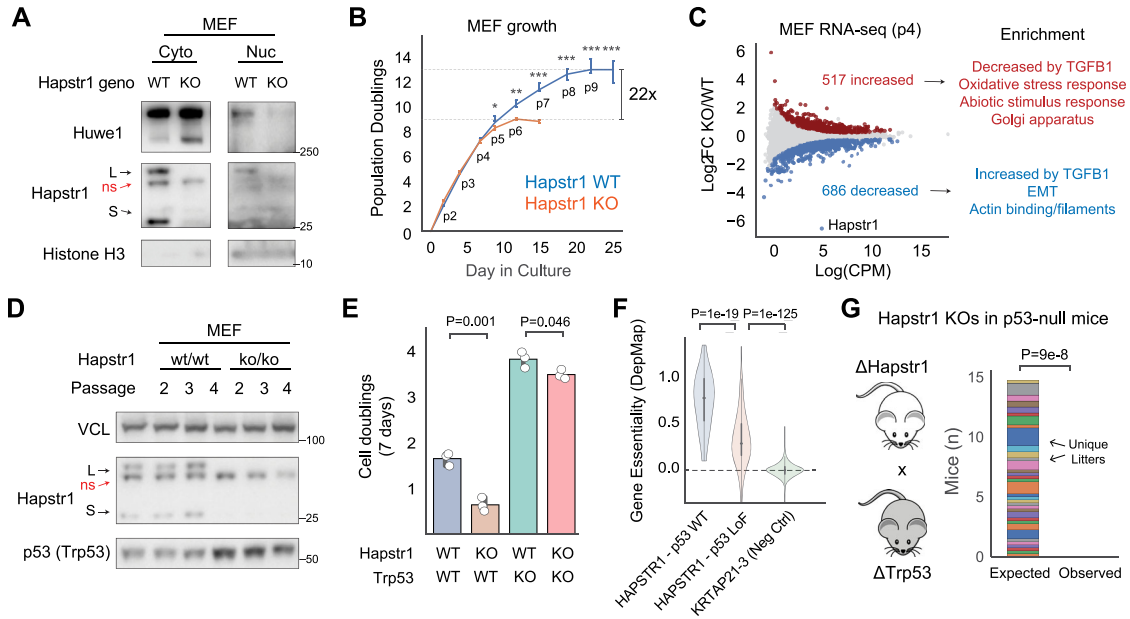 A
MEF
Cyto
Nuc
Hapstr1 geno
WT
KO
WT
KO
Huwe1
250
L
ns
Hapstr1
S
25
Histone H3
10
B
MEF growth
Population Doublings
14
12
10
8
6
4
2
0
*
**
***
***
***
***
p2
p3
p4
p5
p6
p7
p8
p9
22x
Hapstr1 WT
Hapstr1 KO
0
5
10
15
20
25
Day in Culture
C
MEF RNA-seq (p4)
Enrichment
Log2FC KO/WT
6
4
2
0
−2
−4
−6
517 increased
Decreased by TGFB1
Oxidative stress response
Abiotic stimulus response
Golgi apparatus
686 decreased
Increased by TGFB1
EMT
Actin binding/filaments
Hapstr1
0
5
10
15
Log(CPM)
D
MEF
Hapstr1
wt/wt
ko/ko
Passage
2
3
4
2
3
4
VCL
100
L
ns
Hapstr1
S
25
p53 (Trp53)
50
E
P=0.001
P=0.046
Cell doublings
(7 days)
4
3
2
1
Hapstr1
WT
KO
WT
KO
Trp53
WT
WT
KO
KO
F
P=1e-19
P=1e-125
Gene Essentiality (DepMap)
1.0
0.5
0.0
HAPSTR1 - p53 WT
HAPSTR1 - p53 LoF
KRTAP21-3 (Neg Ctrl)
G
Hapstr1 KOs in p53-null mice
ΔHapstr1
x
ΔTrp53
P=9e-8
Mice (n)
15
10
5
0
Unique
Litters
Expected
Observed